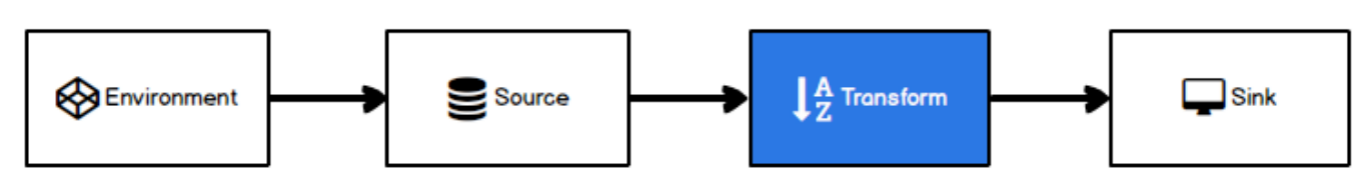 Environment
Source
A
Z
Transform
Sink